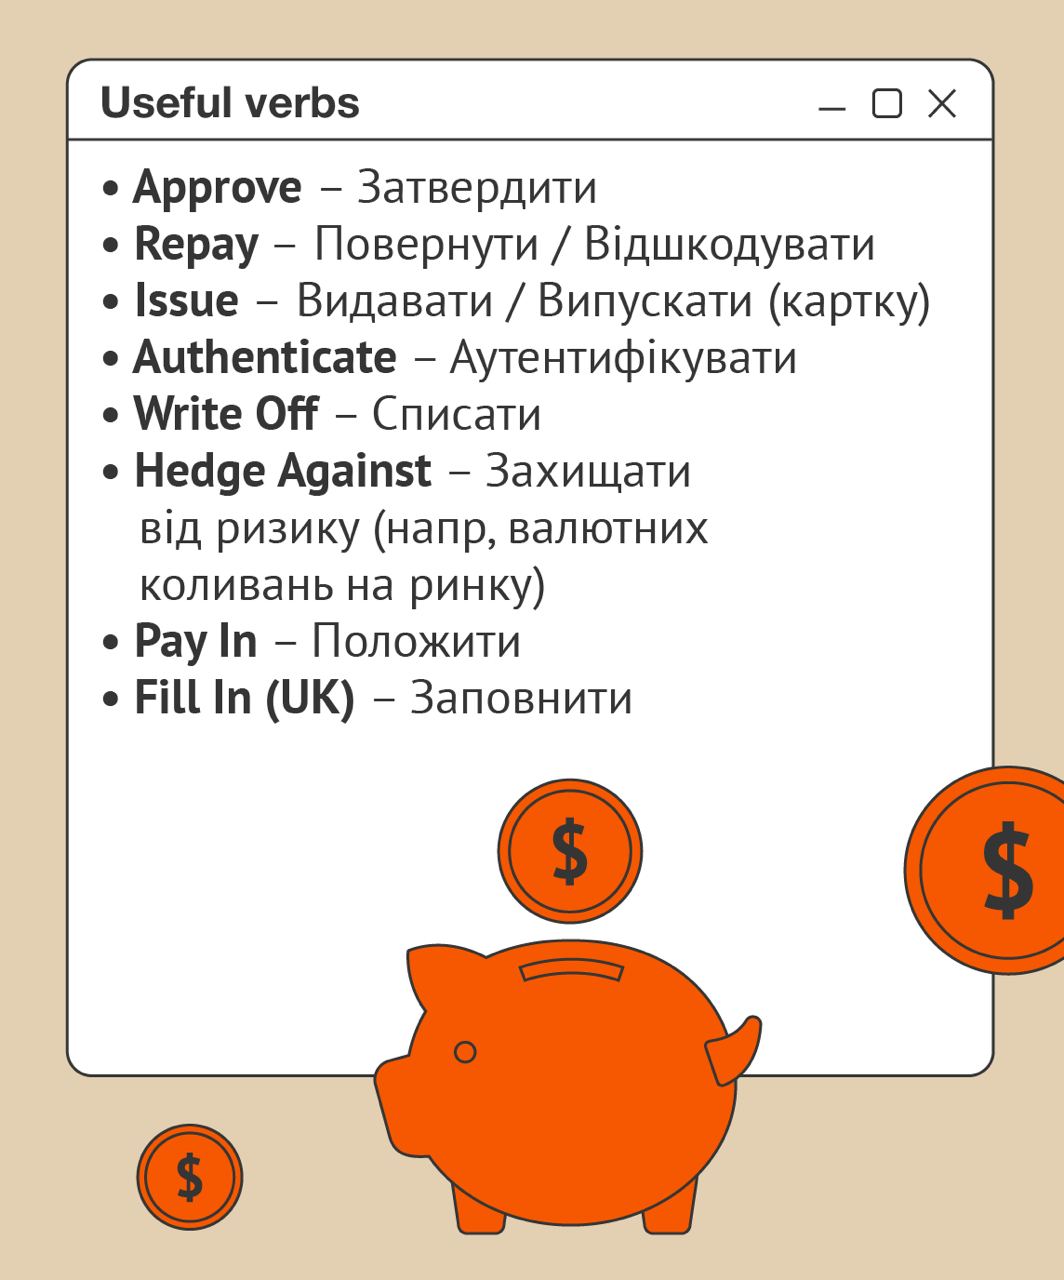 Useful verbs
• Approve – Затвердити
• Repay – Повернути / Відшкодувати
• Issue – Видавати / Випускати (картку)
• Authenticate – Аутентифікувати
• Write Off – Списати
• Hedge Against – Захищати
від ризику (напр, валютних
коливань на ринку)
• Pay In – Положити
• Fill In (UK) – Заповнити
$
$
$